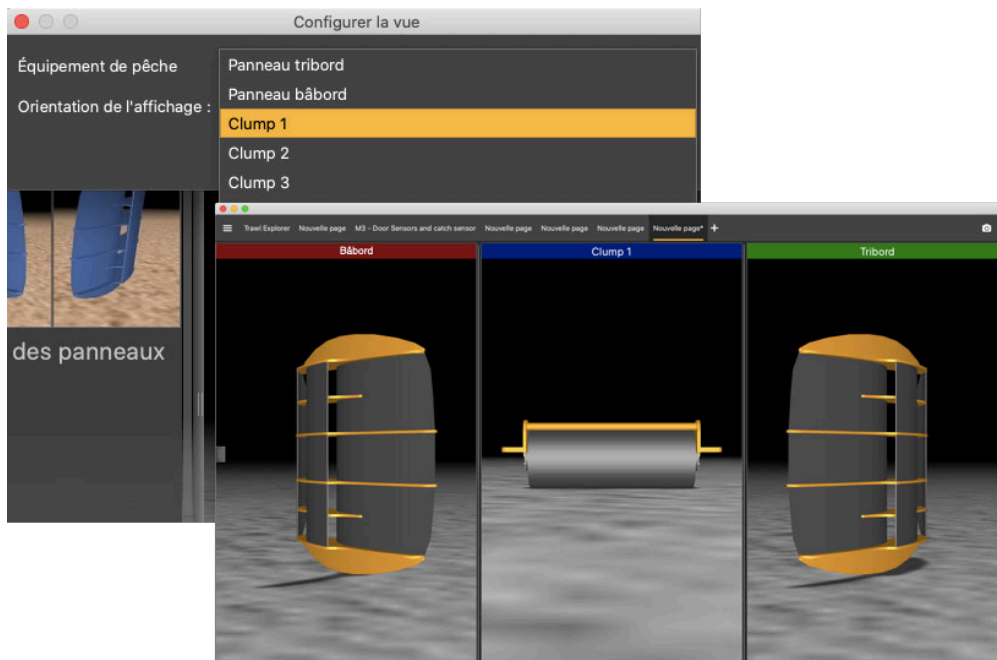 Configurer la vue
Équipement de pêche
Panneau tribord
Panneau bâbord
Orientation de l'affichage :
Clump 1
Clump 2
Clump 3
des panneaux
Trawl Explorer Nouvelle page M3 - Door Sensors and catch sensor Nouvelle page Nouvelle page Nouvelle page Nouvelle page* +
Bâbord Clump 1 Tribord